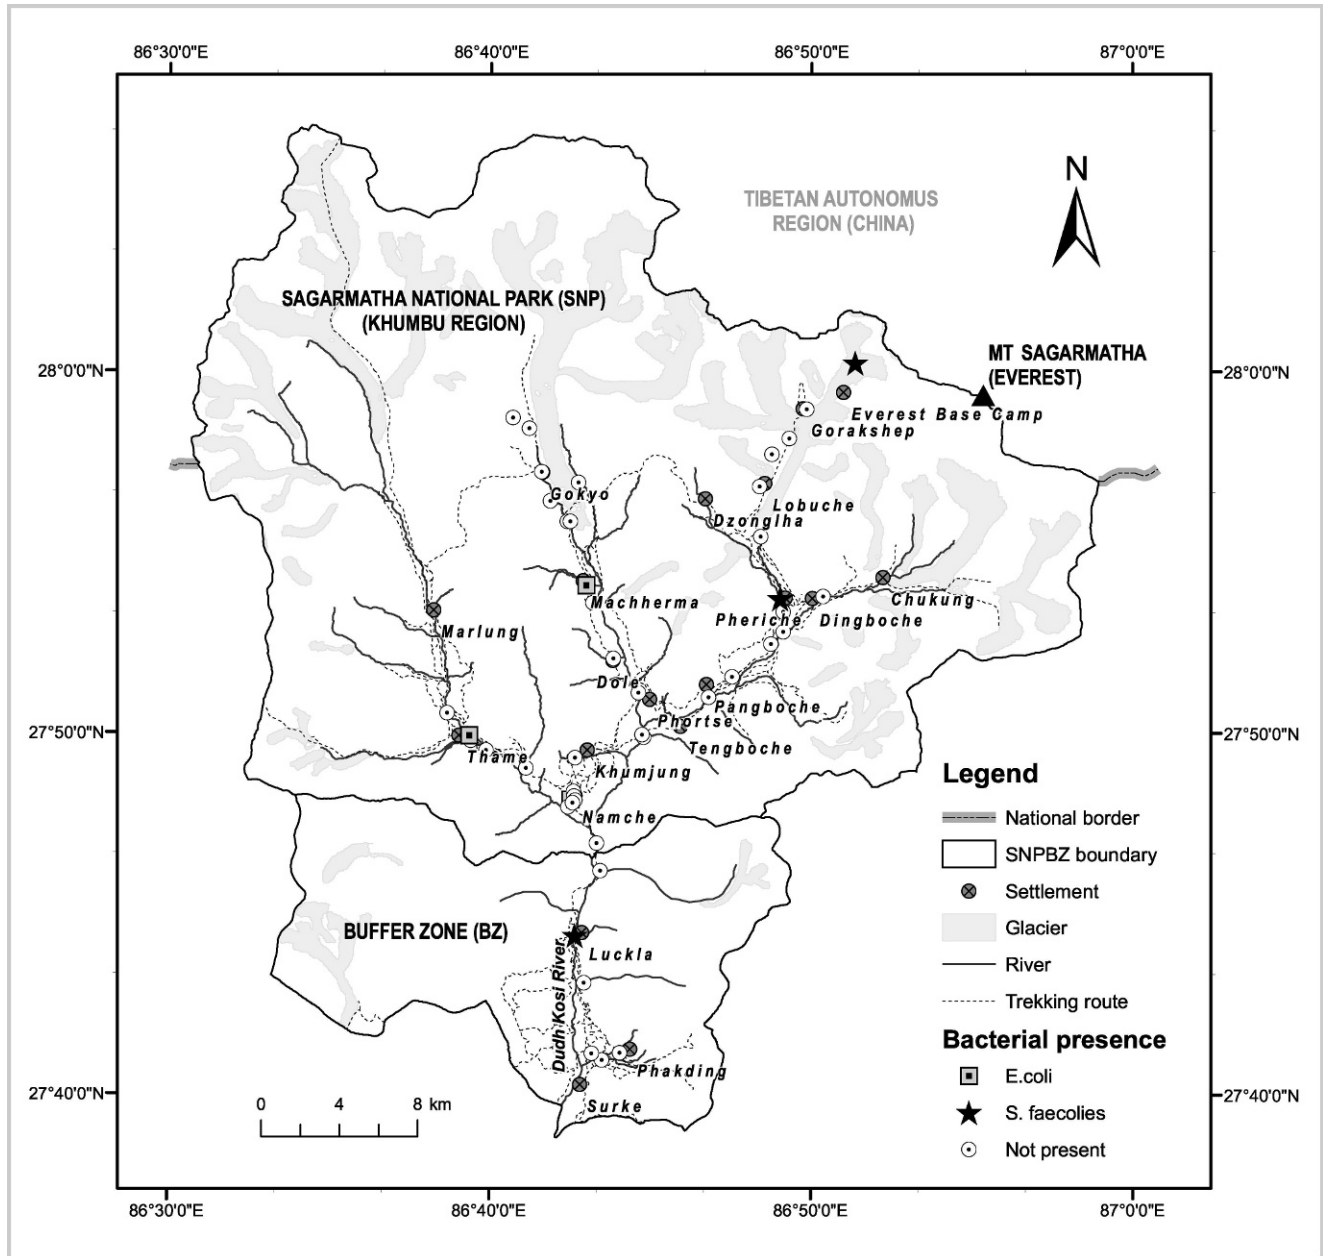 86°30'0"E
86°40'0"E
86°50'0"E
87°0'0"E
N
TIBETAN AUTONOMUS
REGION (CHINA)
SAGARMATHA NATIONAL PARK (SNP)
(KHUMBU REGION)
MT SAGARMATHA
(EVEREST)
28°0'0"N
28°0'0"N
Everest Base Camp
Gorakshep
Gokyo
Lobuche
Dzonglha
Machherma
Chukung
Pheriche
Dingboche
Marlung
Dole
Pangboche
Phortse
27°50'0"N
27°50'0"N
Tengboche
Thame
Khumjung
Namche
Legend
National border
SNPBZ boundary
Settlement
Glacier
River
Trekking route
Bacterial presence
E.coli
S. faecolies
Not present
BUFFER ZONE (BZ)
Luckla
Dudh Kosi River
Phakding
Surke
27°40'0"N
27°40'0"N
0 4 8 km
86°30'0"E
86°40'0"E
86°50'0"E
87°0'0"E